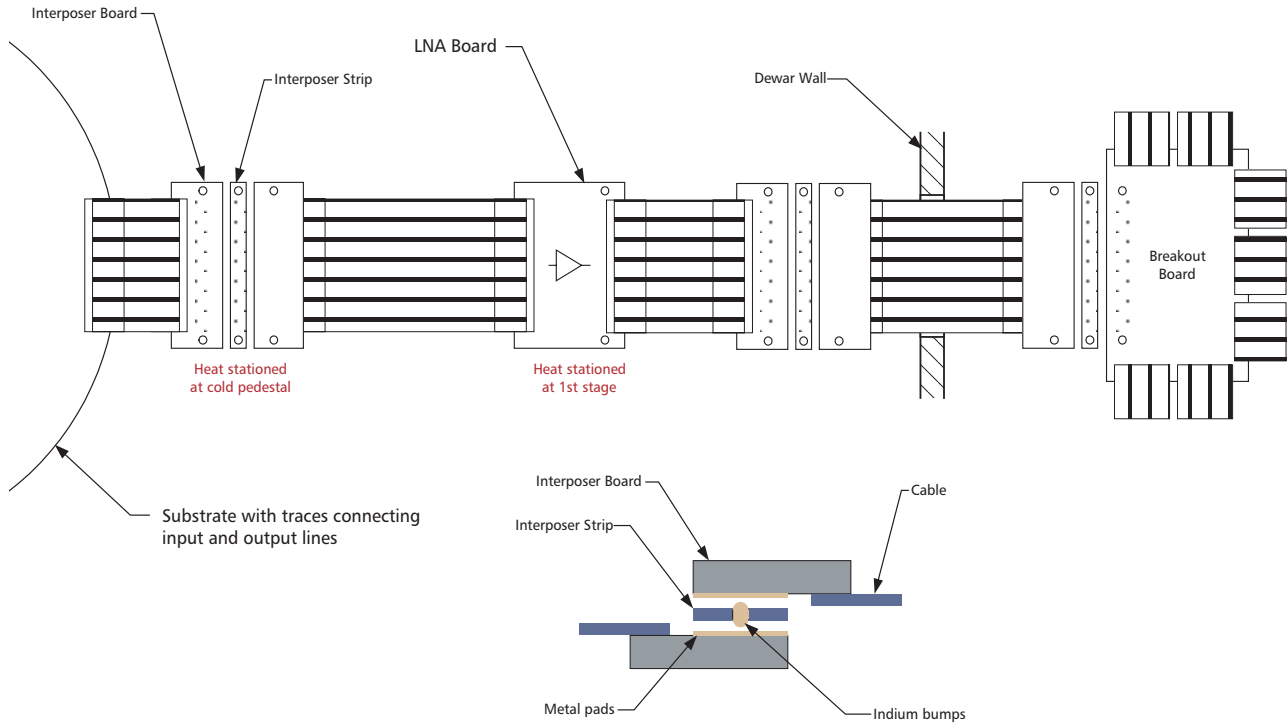 Interposer Board
LNA Board
Interposer Strip
Dewar Wall
Breakout
Board
Heat stationed
at cold pedestal
Heat stationed
at 1st stage
Substrate with traces connecting
input and output lines
Interposer Board
Cable
Interposer Strip
Metal pads
Indium bumps